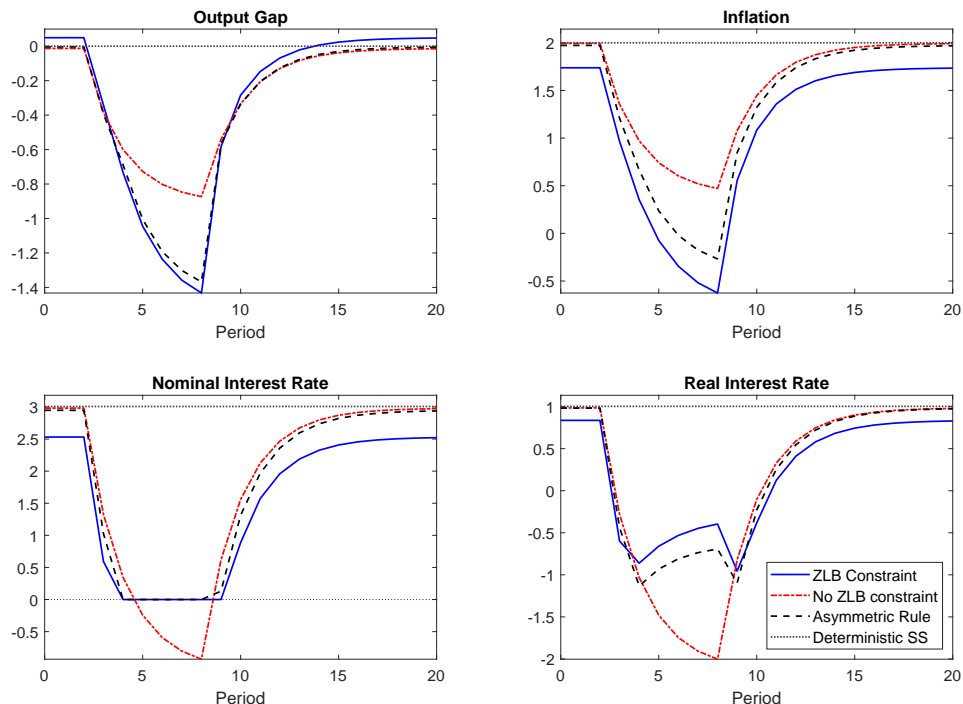 Output Gap
0
-0.2
-0.4
-0.6
-0.8
-1
-1.2
-1.4
0 5 10 15 20
Period
Inflation
2
1.5
1
0.5
0
-0.5
0 5 10 15 20
Period
Nominal Interest Rate
3
2.5
2
1.5
1
0.5
0
-0.5
0 5 10 15 20
Period
Real Interest Rate
1
0.5
0
-0.5
-1
-1.5
-2
0 5 10 15 20
Period
ZLB Constraint
No ZLB constraint
Asymmetric Rule
Deterministic SS